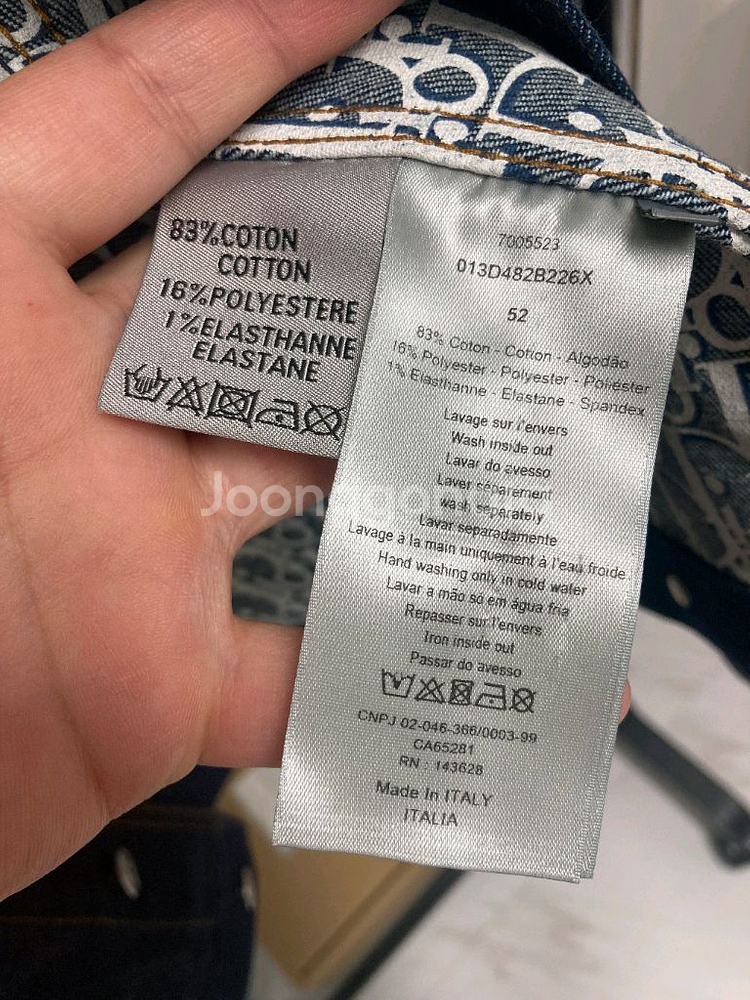 83%COTON
COTTON
16%POLYESTERE
1%ELASTHANNE
ELASTANE
7005523
013D482B226X
52
83% Coton - Cotton - Algodão
16% Polyester - Polyester - Poliester
1% Elasthanne - Elastane - Spandex
Lavage sur l'envers
Wash inside out
Lavar do avesso
Laver séparement
wash separately
Lavar separadamente
Lavage à la main uniquement à l'eau froide
Hand washing only in cold water
Lavar a mão só em água fria
Repasser sur l'envers
Iron inside out
Passar do avesso
CNPJ 02-046-366/0003-99
CA65281
RN : 143628
Made In ITALY
ITALIA